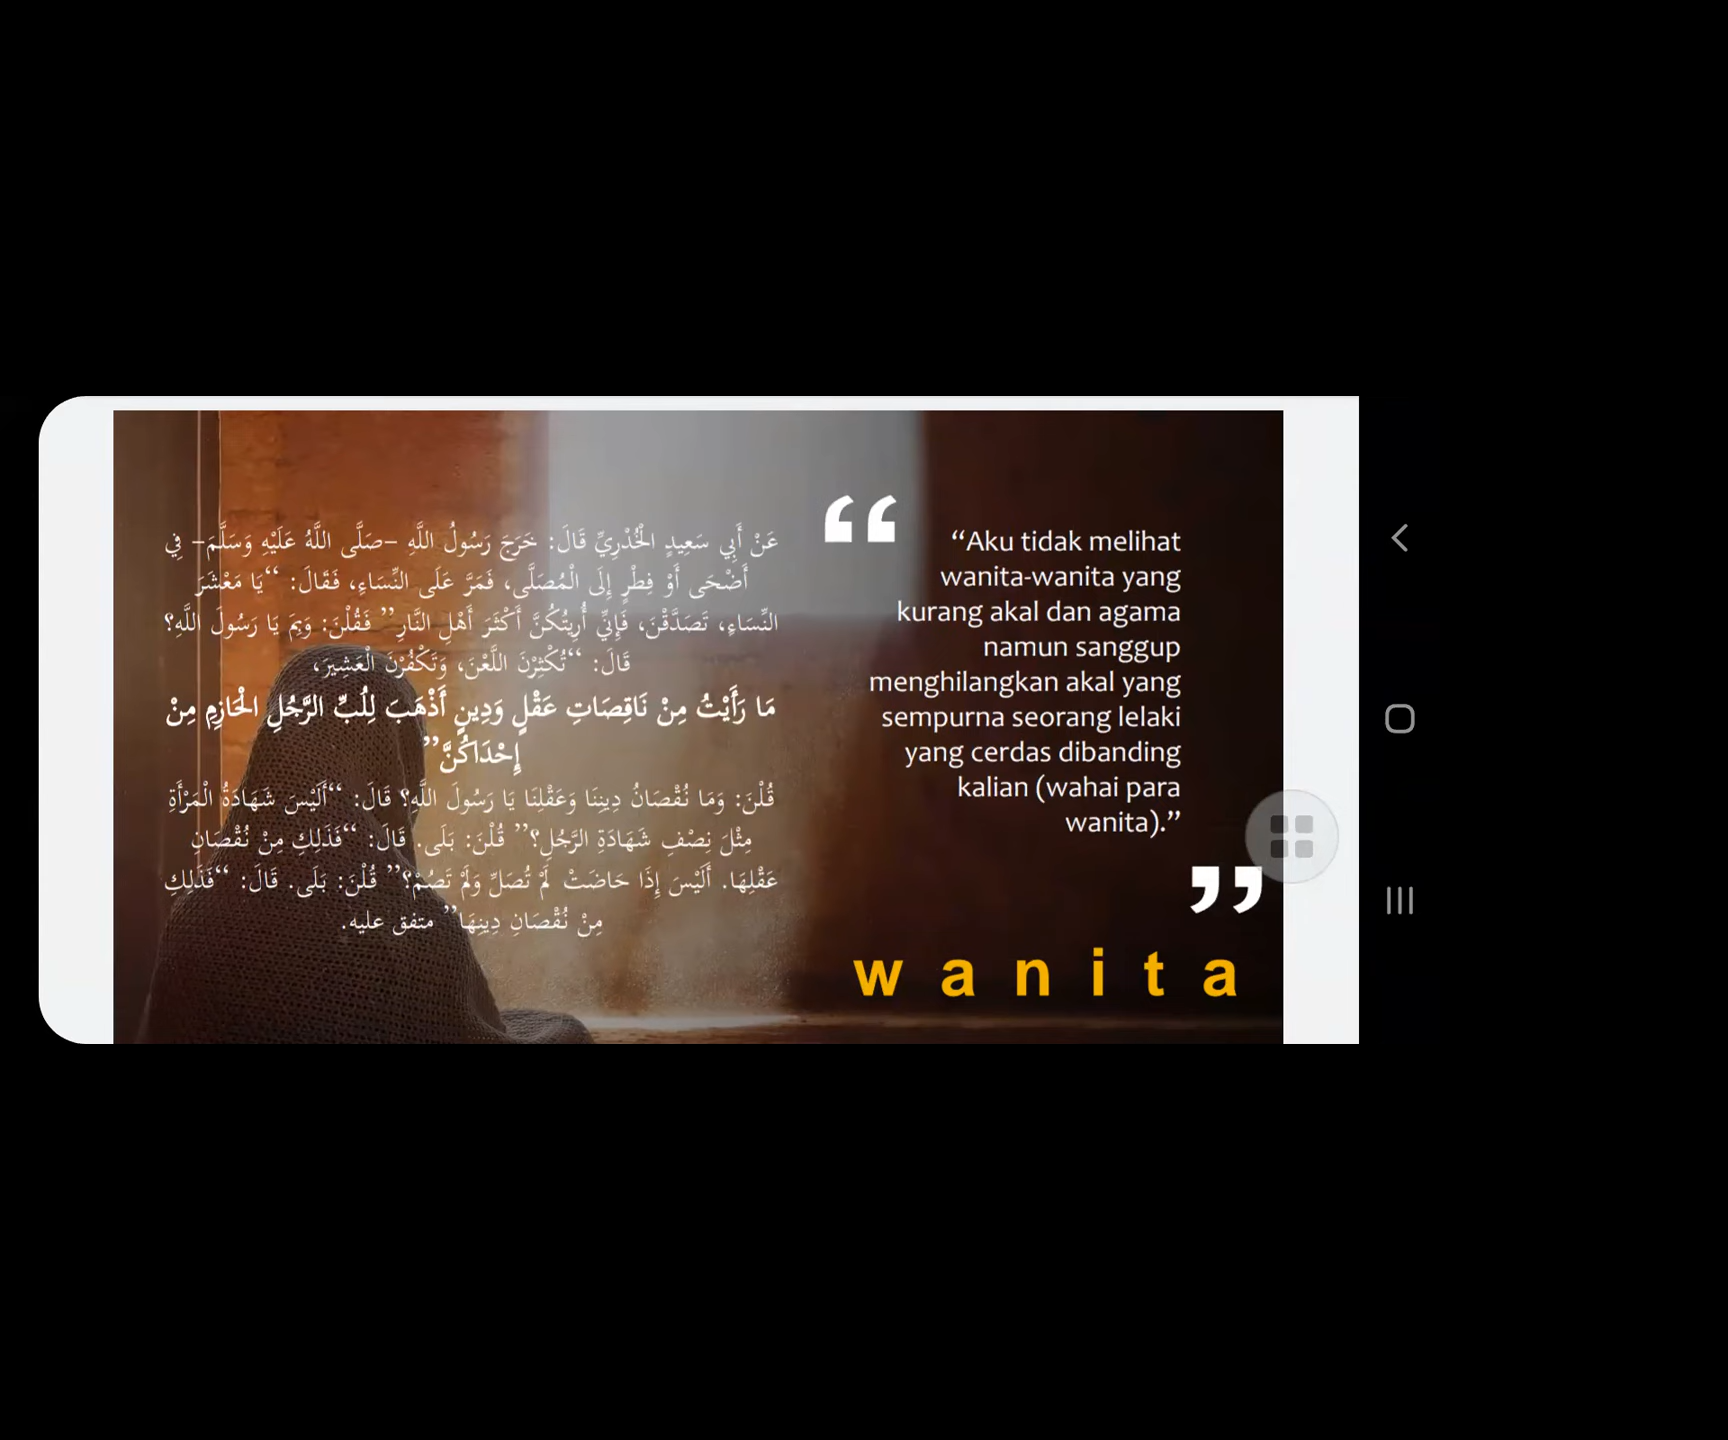 عَنْ أَبِي سَعِيدٍ الْخُدْرِيِّ قَالَ: خَرَجَ رَسُولُ اللَّهِ –صَلَّى اللَّهُ عَلَيْهِ وَسَلَّمَ– فِي
أَضْحَى أَوْ فِطْرٍ إِلَى الْمُصَلَّى، فَمَرَّ عَلَى النِّسَاءِ، فَقَالَ: “يَا مَعْشَرَ
النِّسَاءِ، تَصَدَّقْنَ، فَإِنِّي أُرِيتُكُنَّ أَكْثَرَ أَهْلِ النَّارِ” فَقُلْنَ: وَبِمَ يَا رَسُولَ اللَّهِ؟
قَالَ: “تُكْثِرْنَ اللَّعْنَ، وَتَكْفُرْنَ الْعَشِيرَ،
مَا رَأَيْتُ مِنْ نَاقِصَاتِ عَقْلٍ وَدِينٍ أَذْهَبَ لِلُبِّ الرَّجُلِ الْحَازِمِ مِنْ
إِحْدَاكُنَّ”
قُلْنَ: وَمَا نُقْصَانُ دِينِنَا وَعَقْلِنَا يَا رَسُولَ اللَّهِ؟ قَالَ: “أَلَيْسَ شَهَادَةُ الْمَرْأَةِ
مِثْلَ نِصْفِ شَهَادَةِ الرَّجُلِ؟” قُلْنَ: بَلَى. قَالَ: “فَذَلِكِ مِنْ نُقْصَانِ
عَقْلِهَا. أَلَيْسَ إِذَا حَاضَتْ لَمْ تُصَلِّ وَلَمْ تَصُمْ؟” قُلْنَ: بَلَى. قَالَ: “فَذَلِكِ
مِنْ نُقْصَانِ دِينِهَا” متفق عليه.
“
“Aku tidak melihat
wanita-wanita yang
kurang akal dan agama
namun sanggup
menghilangkan akal yang
sempurna seorang lelaki
yang cerdas dibanding
kalian (wahai para
wanita).”
”
wanita